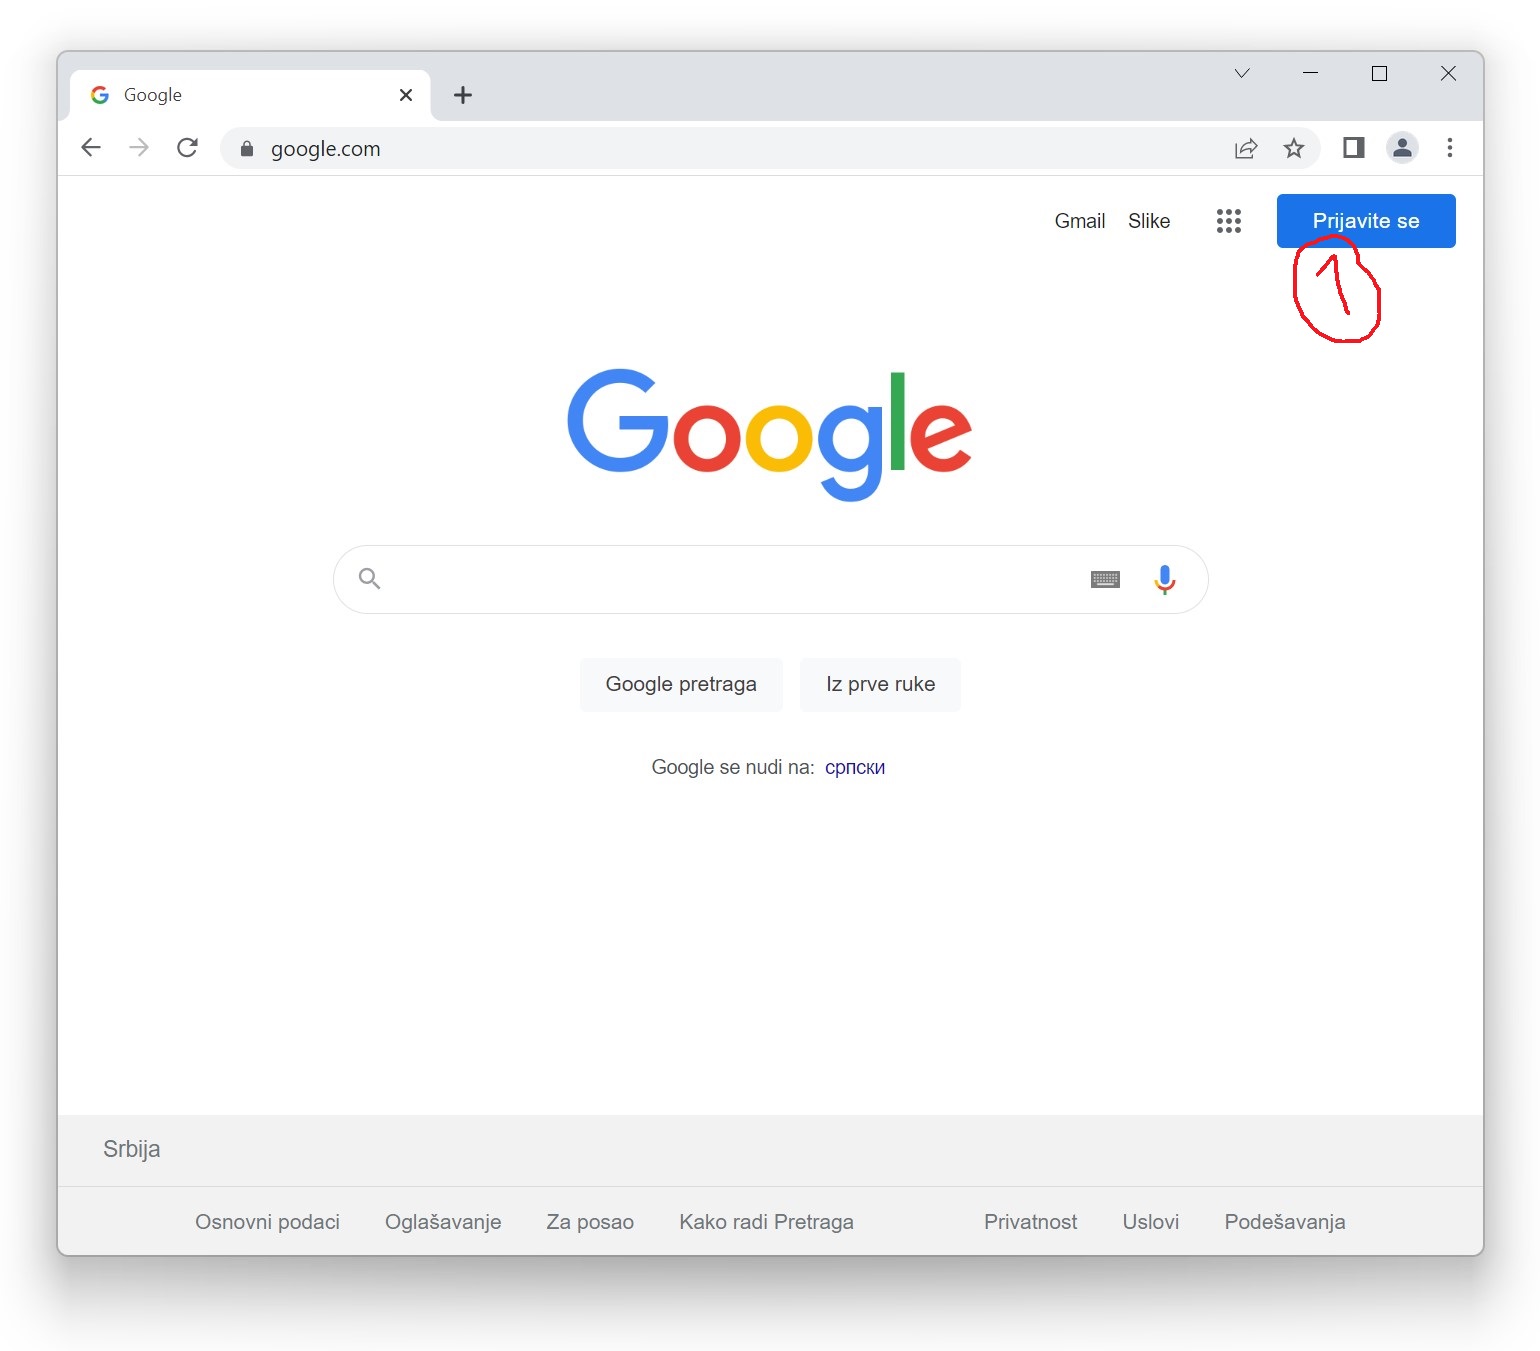 Google
google.com
Gmail Slike Prijavite se
1
Google
Google pretraga Iz prve ruke
Google se nudi na: српски
Srbija
Osnovni podaci Oglašavanje Za posao Kako radi Pretraga Privatnost Uslovi Podešavanja